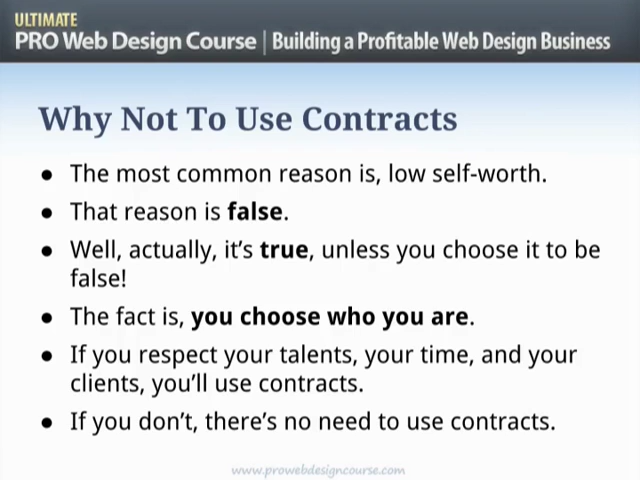 ULTIMATE
PRO Web Design Course | Building a Profitable Web Design Business
Why Not To Use Contracts
● The most common reason is, low self-worth.
● That reason is false.
● Well, actually, it's true, unless you choose it to be
false!
● The fact is, you choose who you are.
● If you respect your talents, your time, and your
clients, you'll use contracts.
● If you don't, there's no need to use contracts.
www.prowebdesigncourse.com